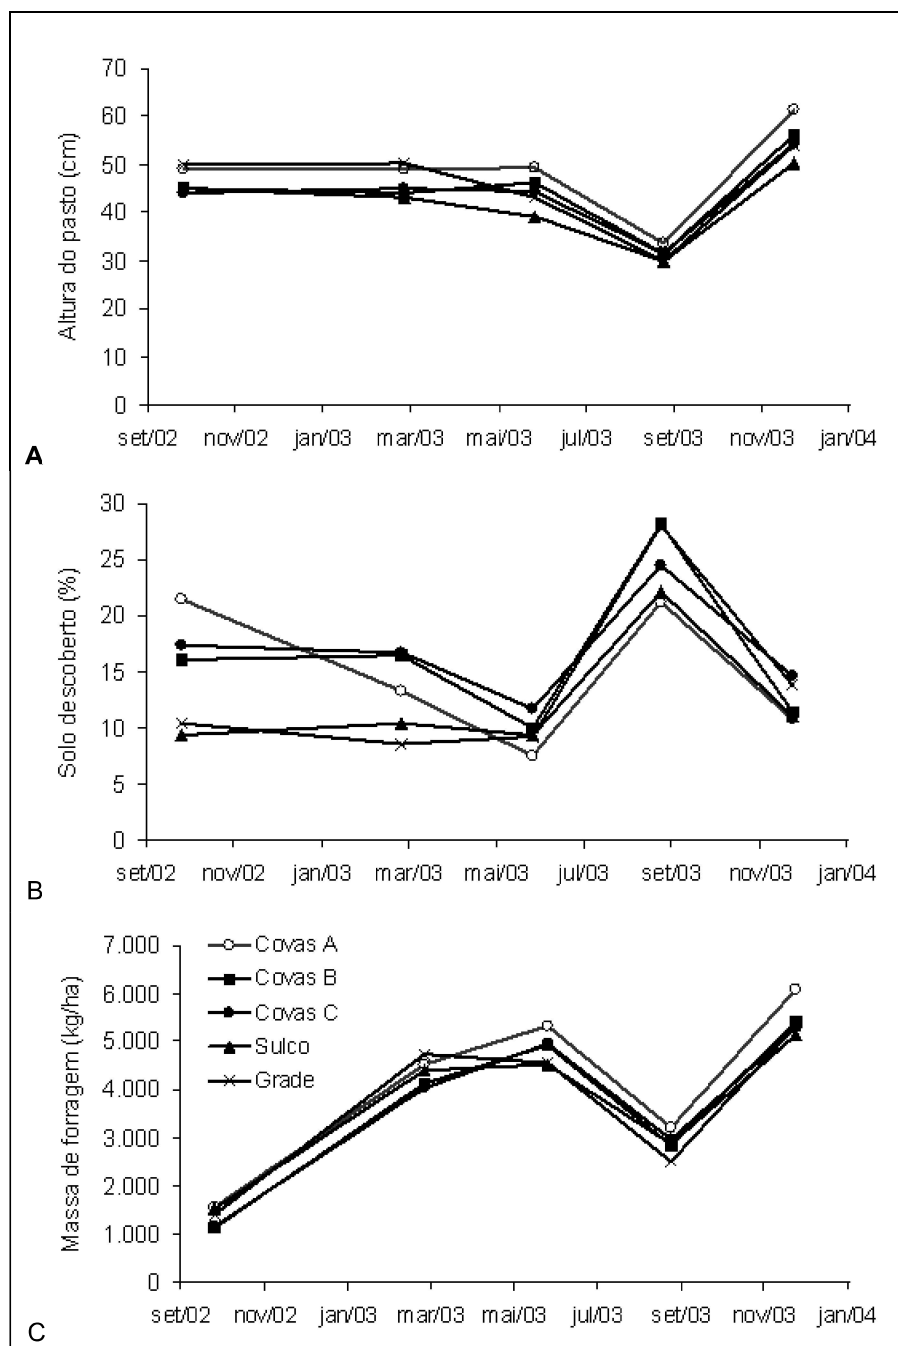 70
60
50
40
30
20
10
0
Altura do pasto (cm)
set/02 nov/02 jan/03 mar/03 mai/03 jul/03 set/03 nov/03 jan/04
A
30
25
20
15
10
5
0
Solo descoberto (%)
set/02 nov/02 jan/03 mar/03 mai/03 jul/03 set/03 nov/03 jan/04
B
7.000
6.000
5.000
4.000
3.000
2.000
1.000
0
Massa de forragem (kg/ha)
Covas A
Covas B
Covas C
Sulco
Grade
set/02 nov/02 jan/03 mar/03 mai/03 jul/03 set/03 nov/03 jan/04
C